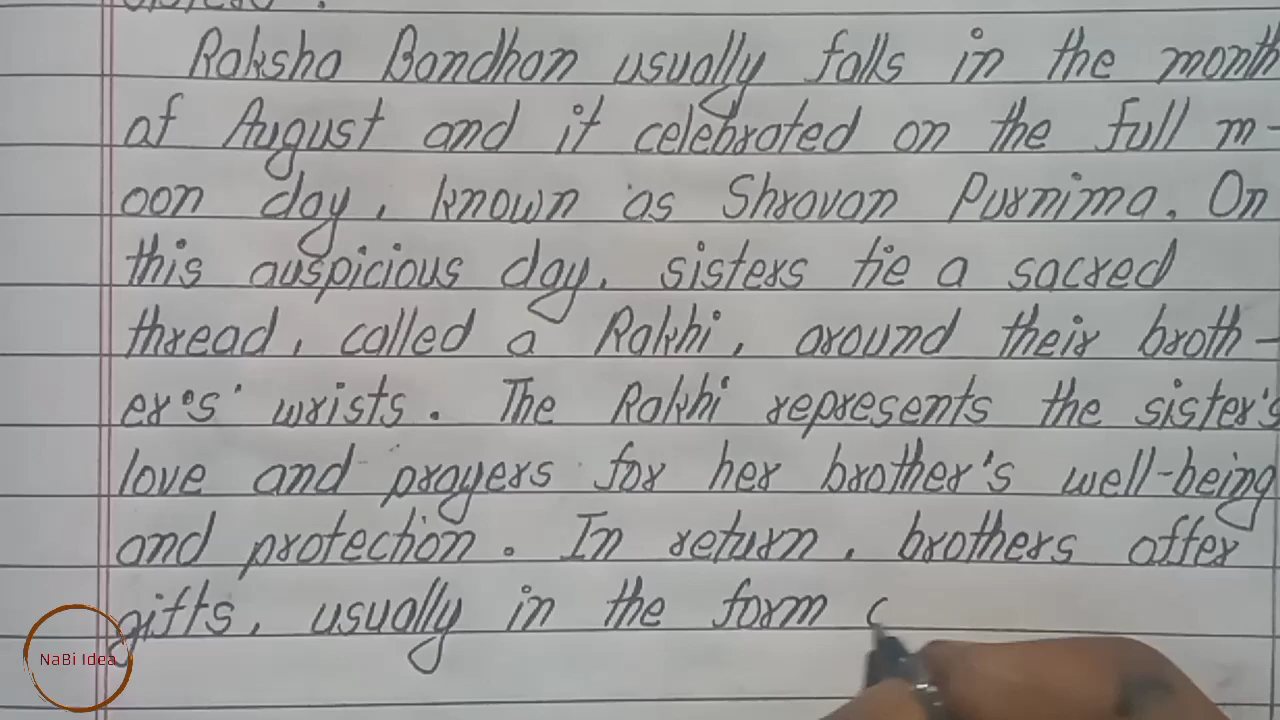 Raksha Bandhan usually falls in the month
of August and it celebrated on the full m-
oon day, known as Shravan Purnima. On
this auspicious day, sisters tie a sacred
thread, called a Rakhi, around their broth-
er's' wrists. The Rakhi represents the sister's
love and prayers for her brother's well-being
and protection. In return, brothers offer
gifts, usually in the form
NaBi Idea